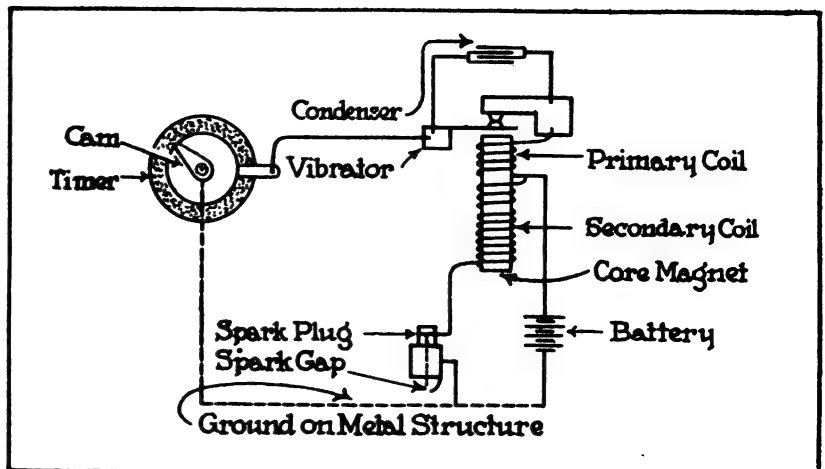 Condenser
Cam
Timer
Vibrator
Primary Coil
Secondary Coil
Core Magnet
Spark Plug
Spark Gap
Battery
Ground on Metal Structure